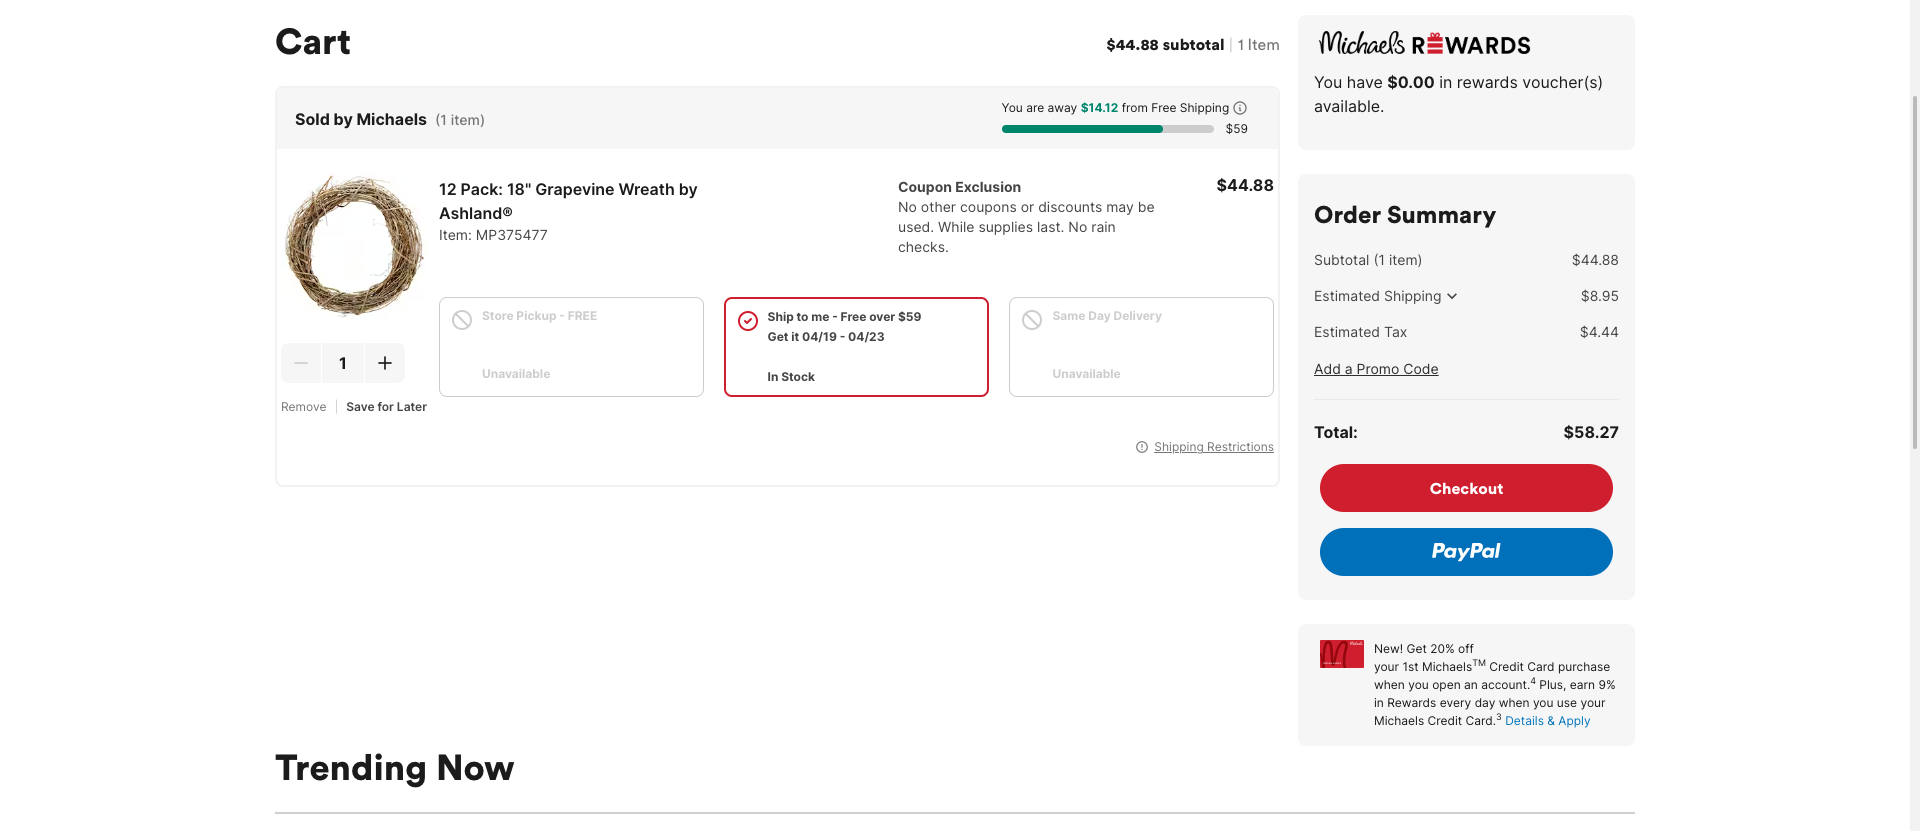 Cart
$44.88 subtotal | 1 Item
Sold by Michaels (1 item)
You are away $14.12 from Free Shipping
$59
12 Pack: 18" Grapevine Wreath by
Ashland®
Item: MP375477
Coupon Exclusion
No other coupons or discounts may be
used. While supplies last. No rain
checks.
$44.88
1
Remove | Save for Later
Store Pickup - FREE
Unavailable
Ship to me - Free over $59
Get it 04/19 - 04/23
In Stock
Same Day Delivery
Unavailable
Shipping Restrictions
Michaels REWARDS
You have $0.00 in rewards voucher(s)
available.
Order Summary
Subtotal (1 item) $44.88
Estimated Shipping $8.95
Estimated Tax $4.44
Add a Promo Code
Total: $58.27
Checkout
PayPal
New! Get 20% off
your 1st Michaels™ Credit Card purchase
when you open an account.⁴ Plus, earn 9%
in Rewards every day when you use your
Michaels Credit Card.³ Details & Apply
Trending Now